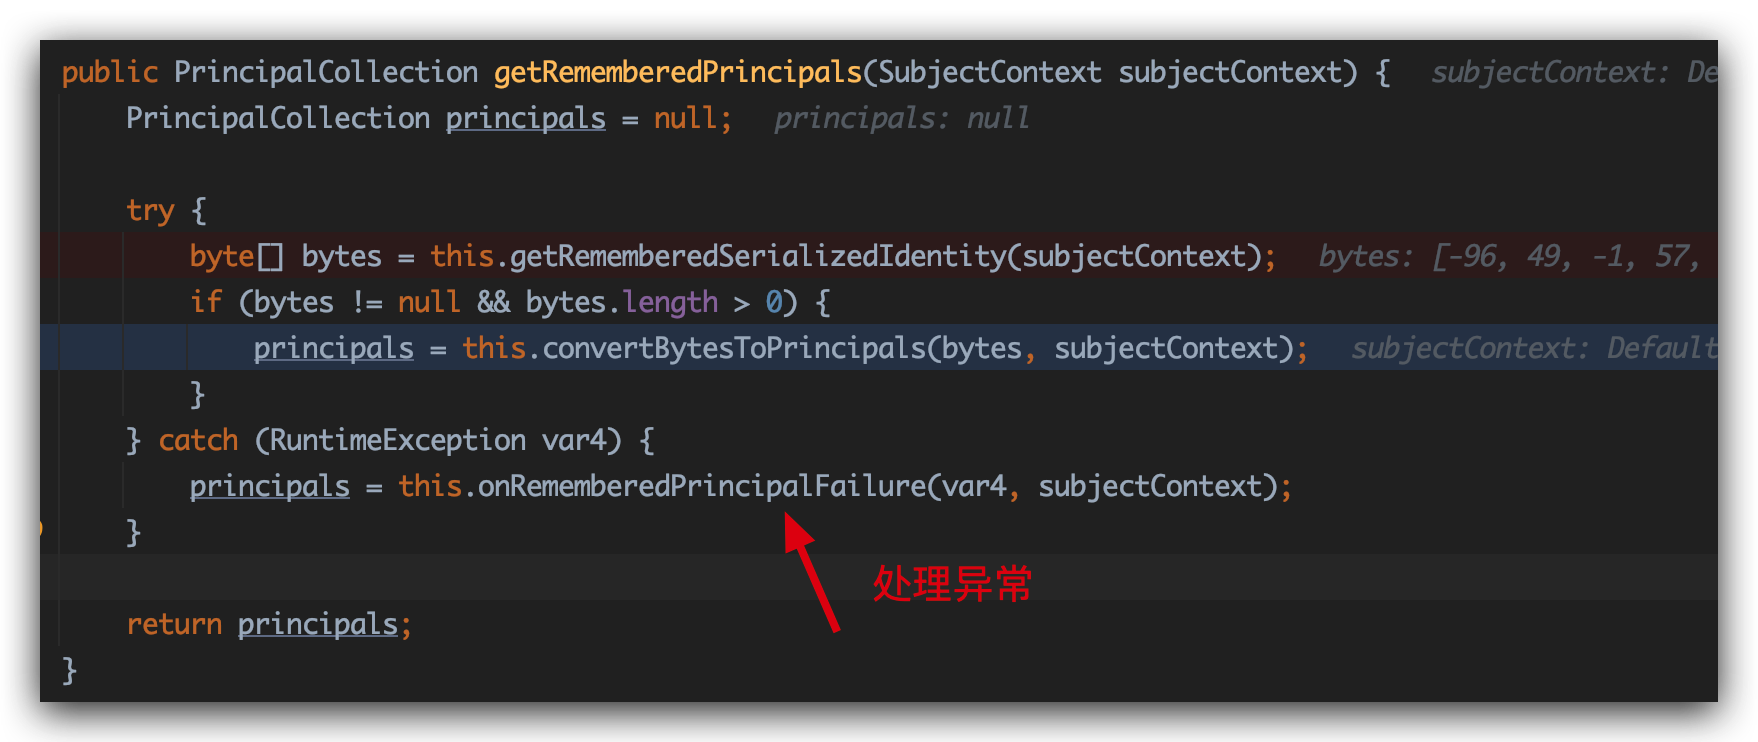 public PrincipalCollection getRememberedPrincipals(SubjectContext subjectContext) {   subjectContext: De
    PrincipalCollection principals = null;   principals: null
    try {
        byte[] bytes = this.getRememberedSerializedIdentity(subjectContext);   bytes: [-96, 49, -1, 57,
        if (bytes != null && bytes.length > 0) {
            principals = this.convertBytesToPrincipals(bytes, subjectContext);   subjectContext: Default
        }
    } catch (RuntimeException var4) {
        principals = this.onRememberedPrincipalFailure(var4, subjectContext);
    }
处理异常
    return principals;
}